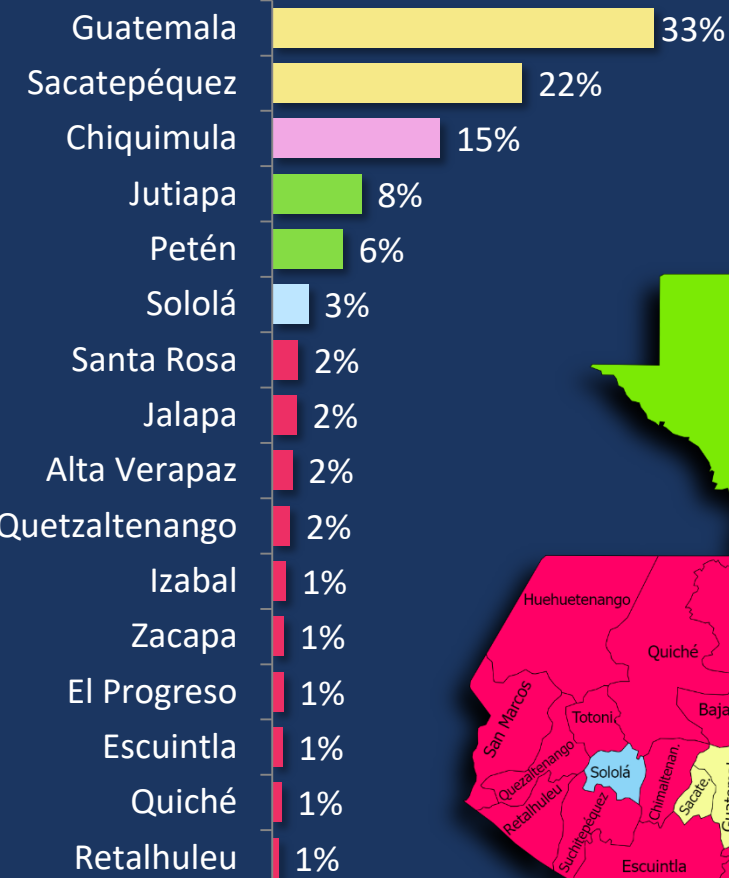 Guatemala 33%
Sacatepéquez 22%
Chiquimula 15%
Jutiapa 8%
Petén 6%
Sololá 3%
Santa Rosa 2%
Jalapa 2%
Alta Verapaz 2%
Quetzaltenango 2%
Izabal 1%
Zacapa 1%
El Progreso 1%
Escuintla 1%
Quiché 1%
Retalhuleu 1%
Huehuetenango
Quiché
San Marcos
Totoni.
Baja
Quezaltenango
Sololá
Chimaltenan.
Sacate.
Retalhuleu
Suchitepéquez
Escuintla